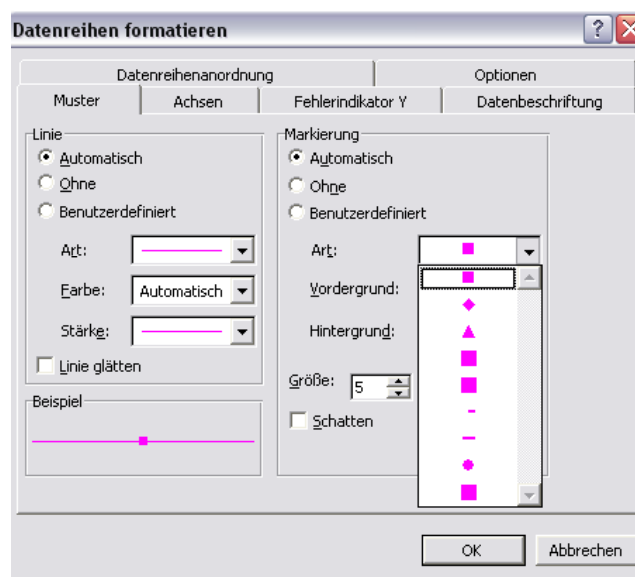 Datenreihen formatieren
Datenreihenanordnung
Optionen
Muster
Achsen
Fehlerindikator Y
Datenbeschriftung
Linie
Automatisch
Ohne
Benutzerdefiniert
Art:
Farbe:
Automatisch
Stärke:
Linie glätten
Beispiel
Markierung
Automatisch
Ohne
Benutzerdefiniert
Art:
Vordergrund:
Hintergrund:
Größe:
5
Schatten
OK
Abbrechen